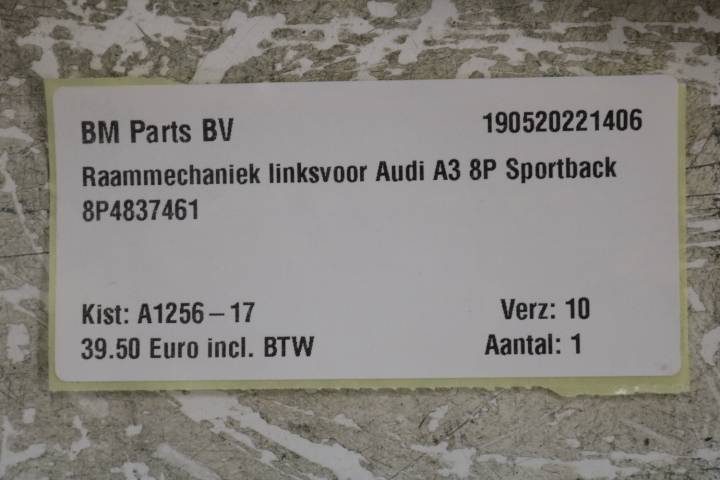 BM Parts BV 190520221406
Raammechaniek linksvoor Audi A3 8P Sportback
8P4837461
Kist: A1256-17 Verz: 10
39.50 Euro incl. BTW Aantal: 1